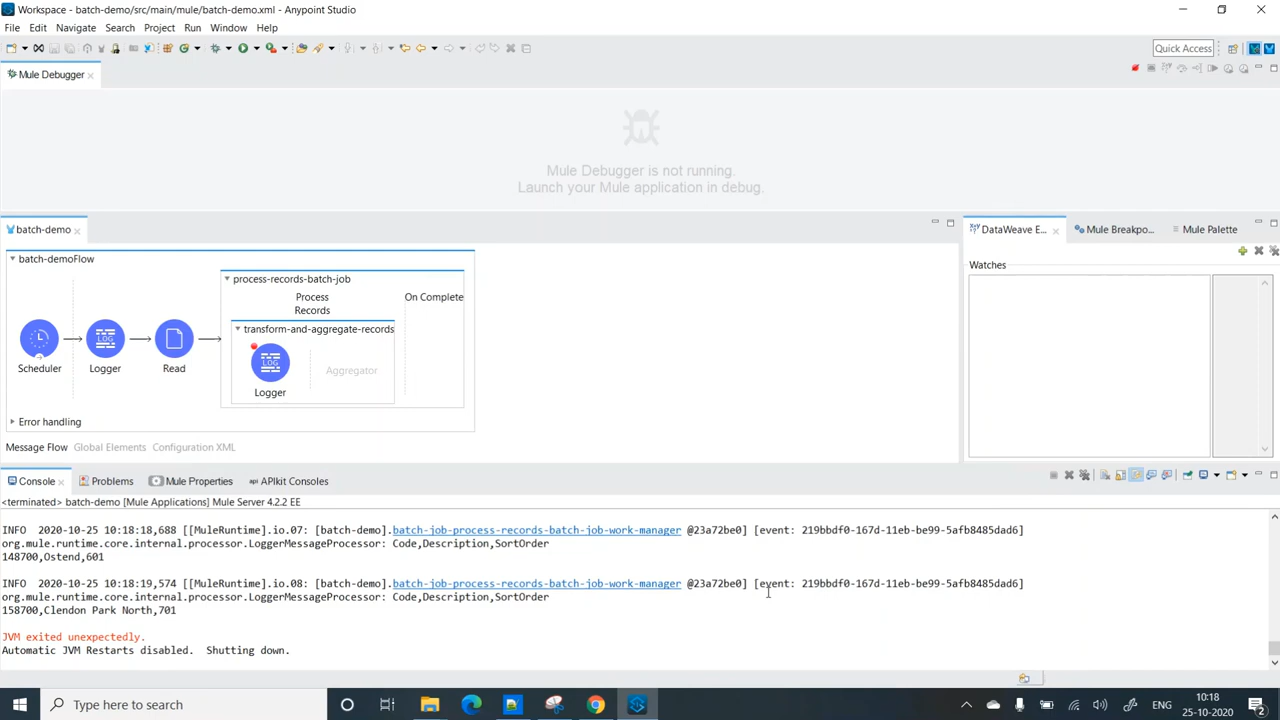 Workspace - batch-demo/src/main/mule/batch-demo.xml - Anypoint Studio
File Edit Navigate Search Project Run Window Help
Quick Access
Mule Debugger
Mule Debugger is not running.
Launch your Mule application in debug.
batch-demo
DataWeave E... Mule Breakpo... Mule Palette
batch-demoFlow
Watches
process-records-batch-job
Process
Records
On Complete
transform-and-aggregate-records
LOG
LOG
Scheduler Logger Read
Aggregator
Logger
Error handling
Message Flow Global Elements Configuration XML
Console Problems Mule Properties api APIkit Consoles
<terminated> batch-demo [Mule Applications] Mule Server 4.2.2 EE
INFO 2020-10-25 10:18:18,688 [[MuleRuntime].io.07: [batch-demo].batch-job-process-records-batch-job-work-manager @23a72be0] [event: 219bbdf0-167d-11eb-be99-5afb8485dad6]
org.mule.runtime.core.internal.processor.LoggerMessageProcessor: Code,Description,SortOrder
148700,Ostend,601
INFO 2020-10-25 10:18:19,574 [[MuleRuntime].io.08: [batch-demo].batch-job-process-records-batch-job-work-manager @23a72be0] [event: 219bbdf0-167d-11eb-be99-5afb8485dad6]
org.mule.runtime.core.internal.processor.LoggerMessageProcessor: Code,Description,SortOrder
158700,Clendon Park North,701
JVM exited unexpectedly.
Automatic JVM Restarts disabled. Shutting down.
Type here to search
ENG
10:18
25-10-2020
2